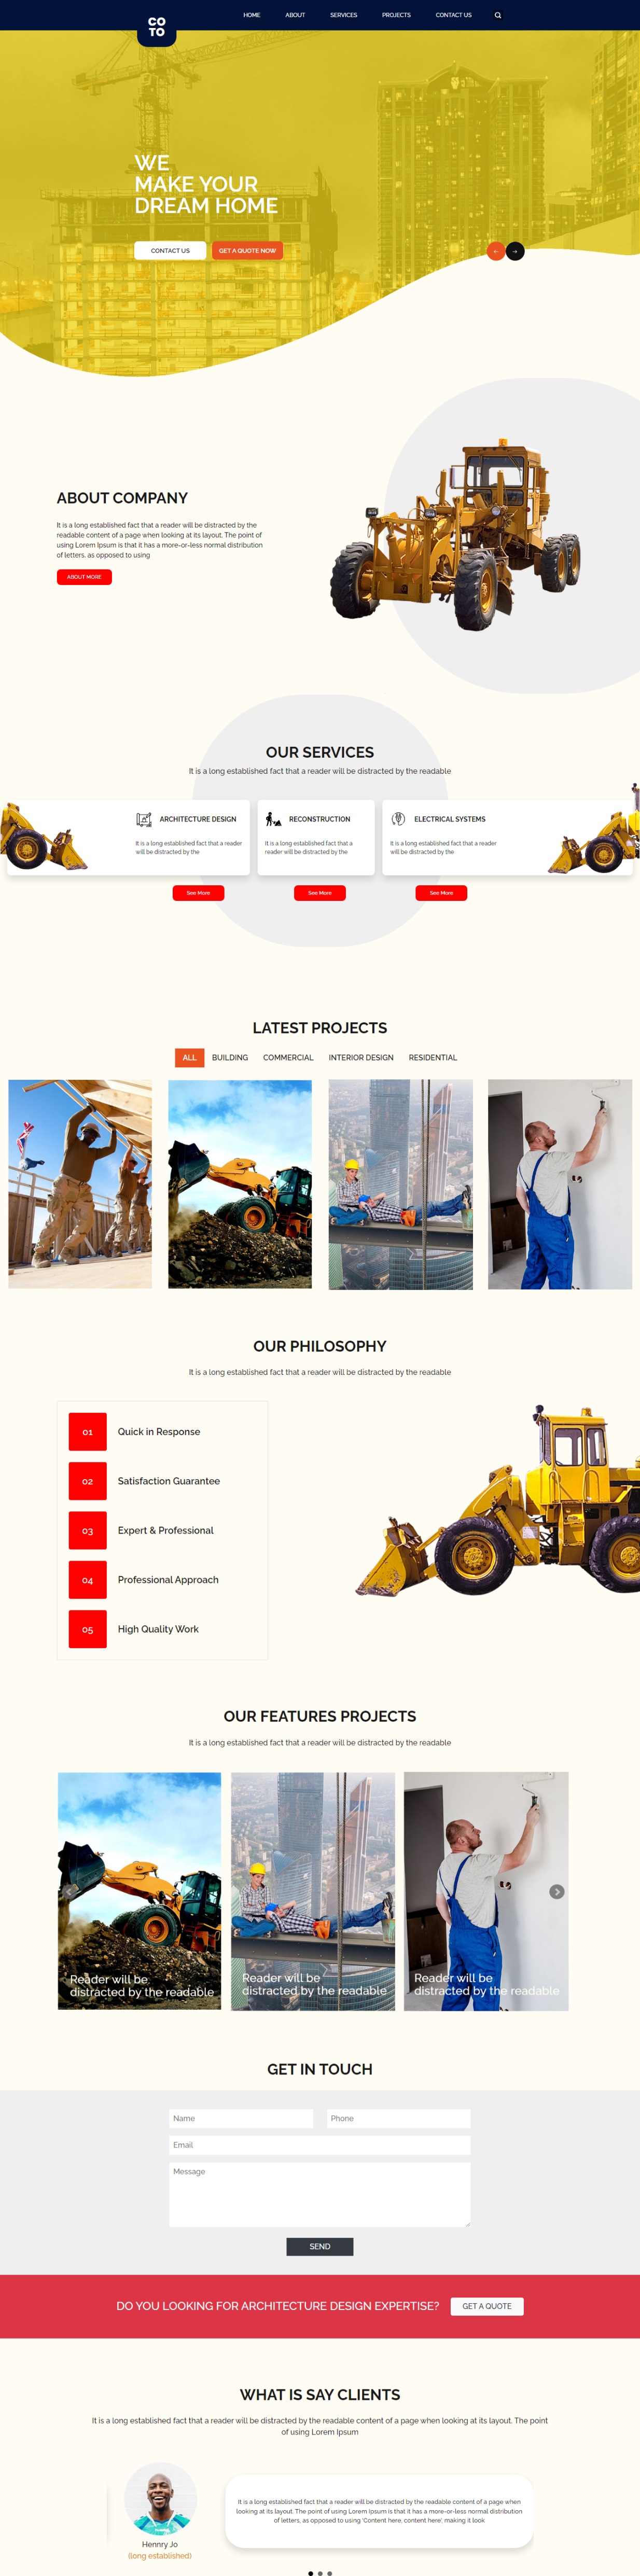 CO
TO
HOME ABOUT SERVICES PROJECTS CONTACT US
WE
MAKE YOUR
DREAM HOME
CONTACT US GET A QUOTE NOW
ABOUT COMPANY
It is a long established fact that a reader will be distracted by the
readable content of a page when looking at its layout. The point of
using Lorem Ipsum is that it has a more-or-less normal distribution
of letters, as opposed to using
ABOUT MORE
OUR SERVICES
It is a long established fact that a reader will be distracted by the readable
ARCHITECTURE DESIGN
It is a long established fact that a reader
will be distracted by the
RECONSTRUCTION
It is a long established fact that a
reader will be distracted by the
ELECTRICAL SYSTEMS
It is a long established fact that a reader
will be distracted by the
See More See More See More
LATEST PROJECTS
ALL BUILDING COMMERCIAL INTERIOR DESIGN RESIDENTIAL
OUR PHILOSOPHY
It is a long established fact that a reader will be distracted by the readable
01 Quick in Response
02 Satisfaction Guarantee
03 Expert & Professional
04 Professional Approach
05 High Quality Work
OUR FEATURES PROJECTS
It is a long established fact that a reader will be distracted by the readable
Reader will be
distracted by the readable
Reader will be
distracted by the readable
Reader will be
distracted by the readable
GET IN TOUCH
Name Phone
Email
Message
SEND
DO YOU LOOKING FOR ARCHITECTURE DESIGN EXPERTISE? GET A QUOTE
WHAT IS SAY CLIENTS
It is a long established fact that a reader will be distracted by the readable content of a page when looking at its layout. The point
of using Lorem Ipsum
It is a long established fact that a reader will be distracted by the readable content of a page when
looking at its layout. The point of using Lorem Ipsum is that it has a more-or-less normal distribution
of letters, as opposed to using 'Content here, content here', making it look
Hennry Jo
(long established)